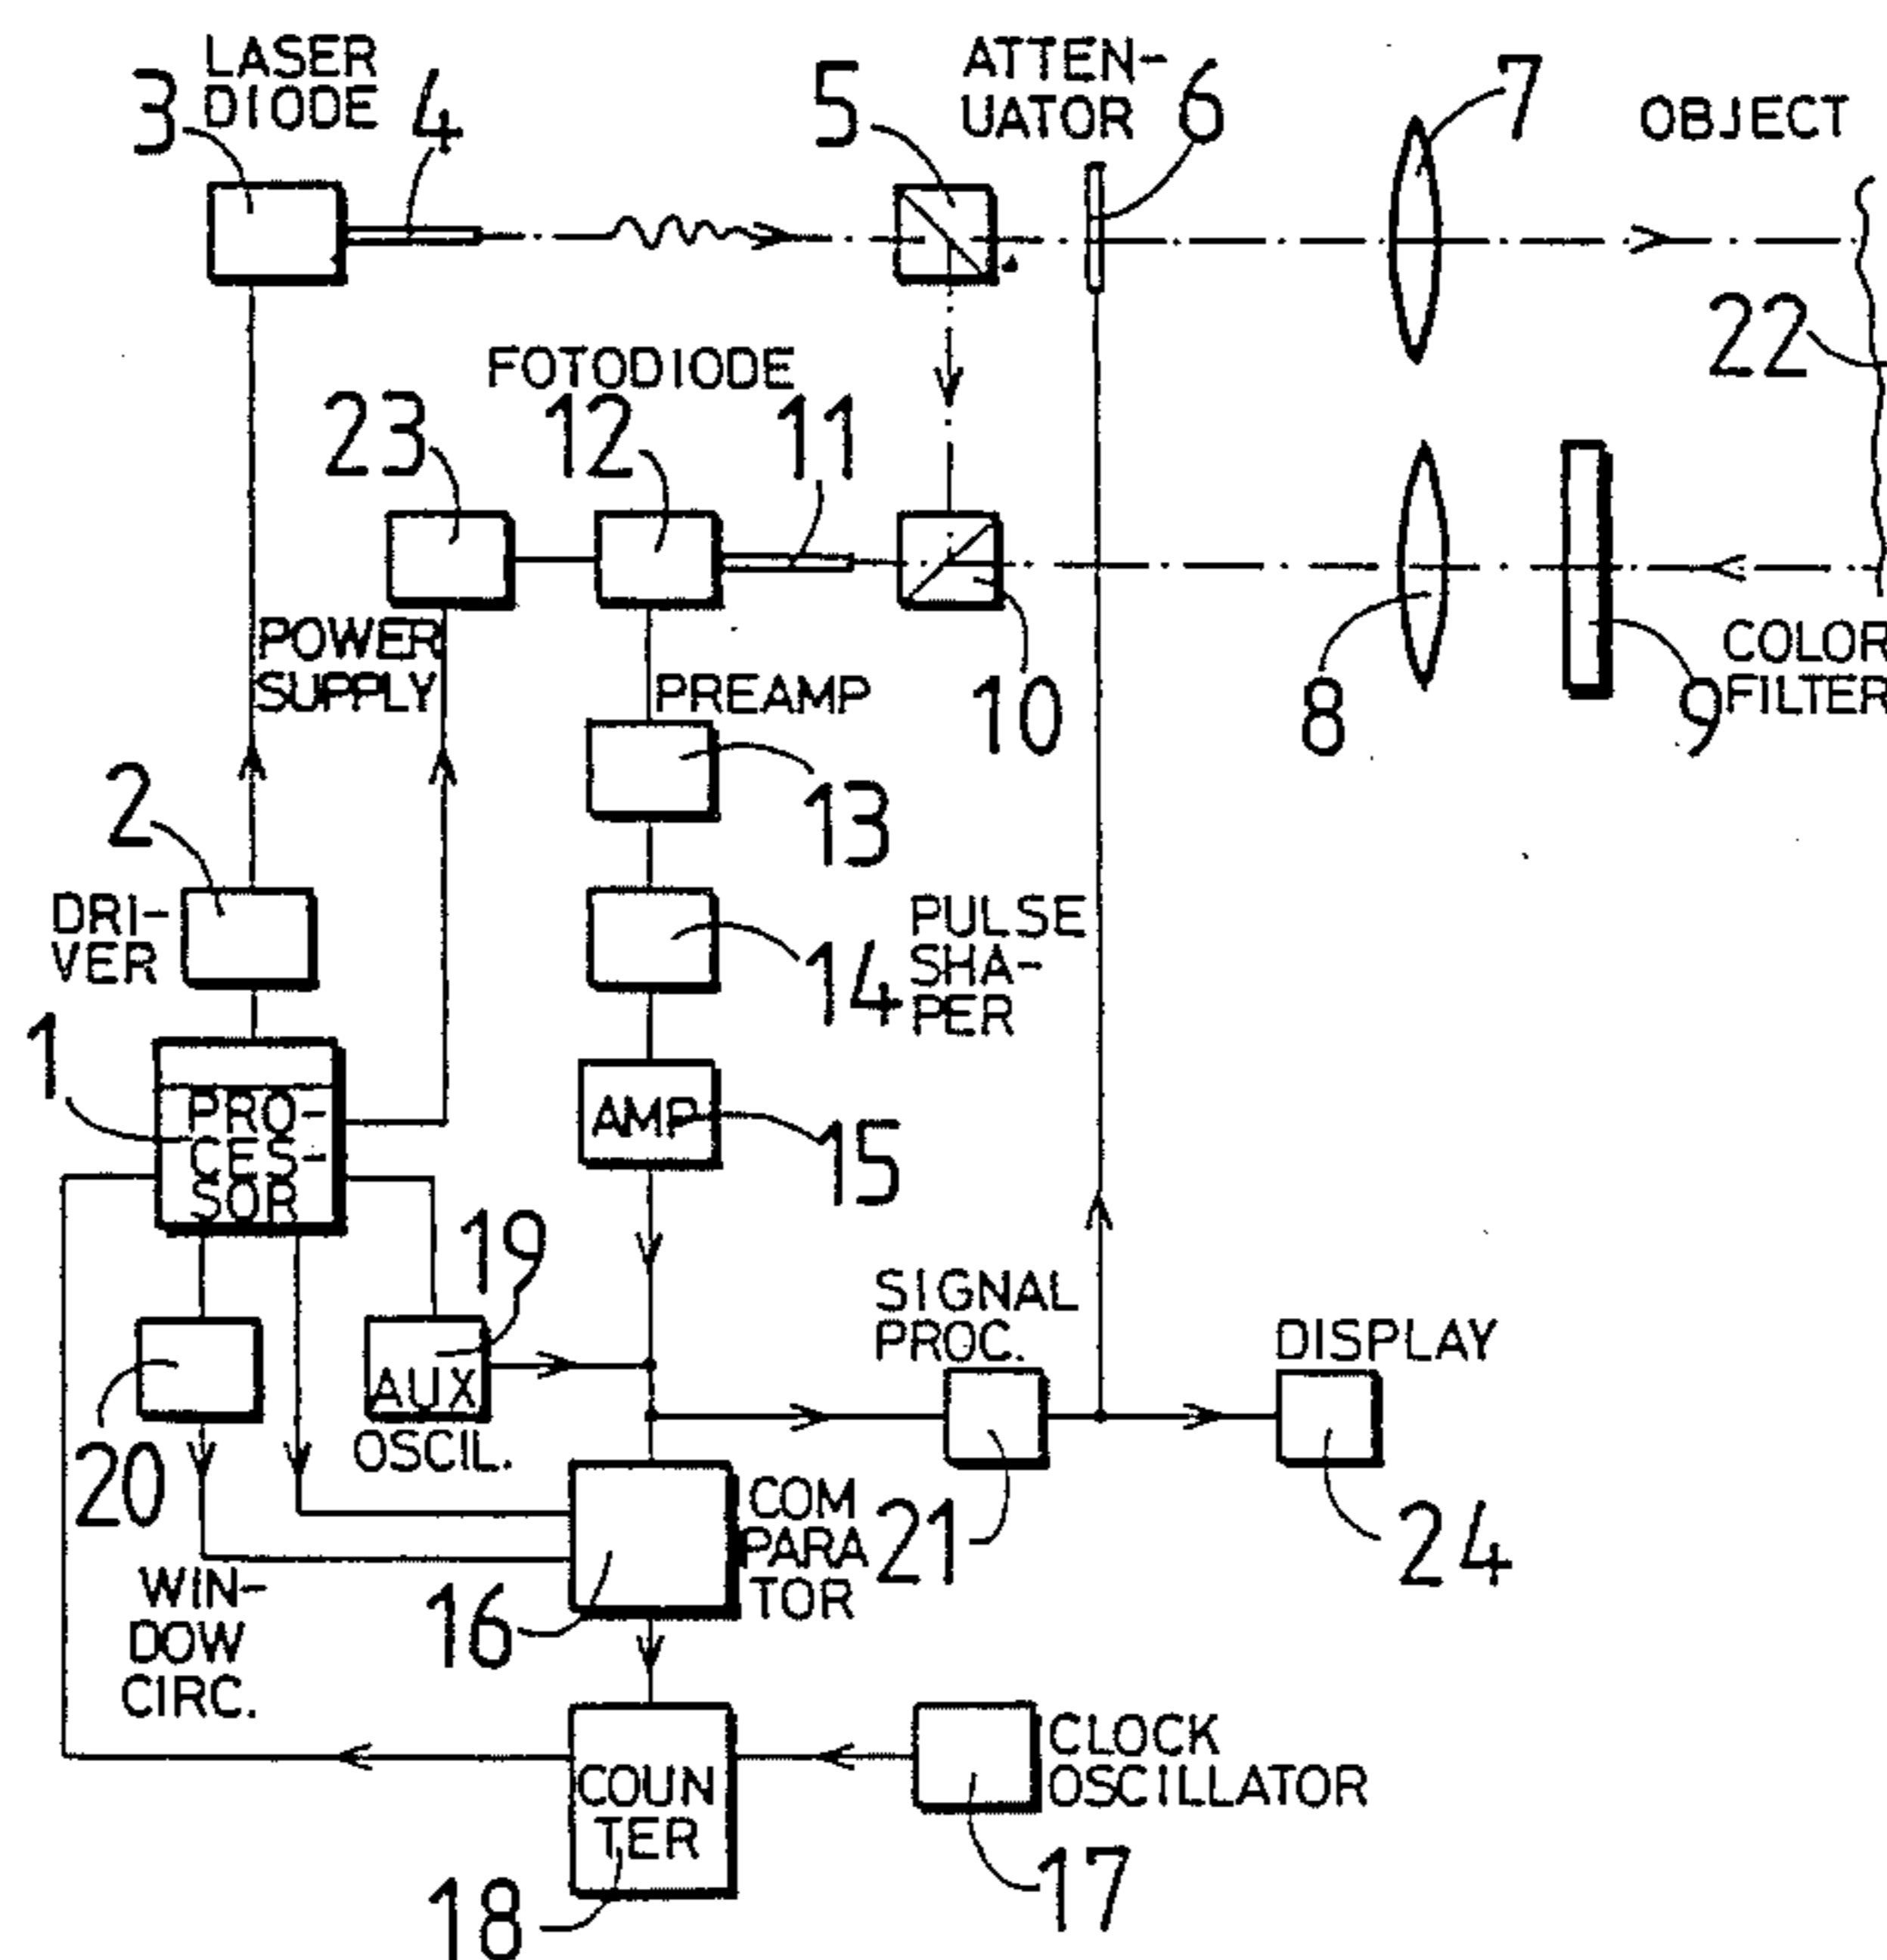 LASER
DIODE
3
4
5
ATTEN-
UATOR
6
7
OBJECT
22
FOTODIODE
23
12
11
POWER
SUPPLY
PREAMP
10
8
9
COLOR
FILTER
2
13
DRI-
VER
14
PULSE
SHA-
PER
1
PRO-
CES-
SOR
AMP
15
19
SIGNAL
PROC.
DISPLAY
AUX
OSCIL.
20
COM
PARA
TOR
21
24
WIN-
DOW
CIRC.
16
CLOCK
OSCILLATOR
COUN
TER
17
18